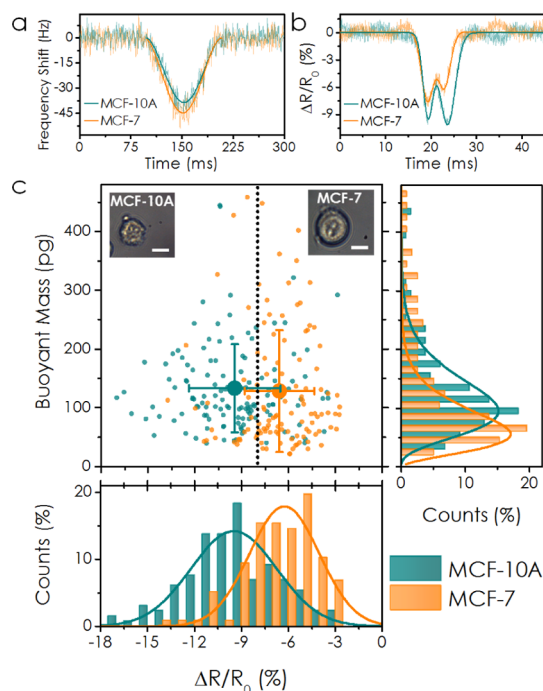 a
Frequency Shift (Hz)
0
-15
-30
-45
MCF-10A
MCF-7
0 75 150 225 300
Time (ms)
b
ΔR/R0 (%)
0
-3
-6
-9
MCF-10A
MCF-7
0 10 20 30 40
Time (ms)
c
Buoyant Mass (pg)
400
300
200
100
0
MCF-10A
MCF-7
0 5 10 15 20
Counts (%)
Counts (%)
20
10
0
-18 -15 -12 -9 -6 -3 0
ΔR/R0 (%)
MCF-10A
MCF-7